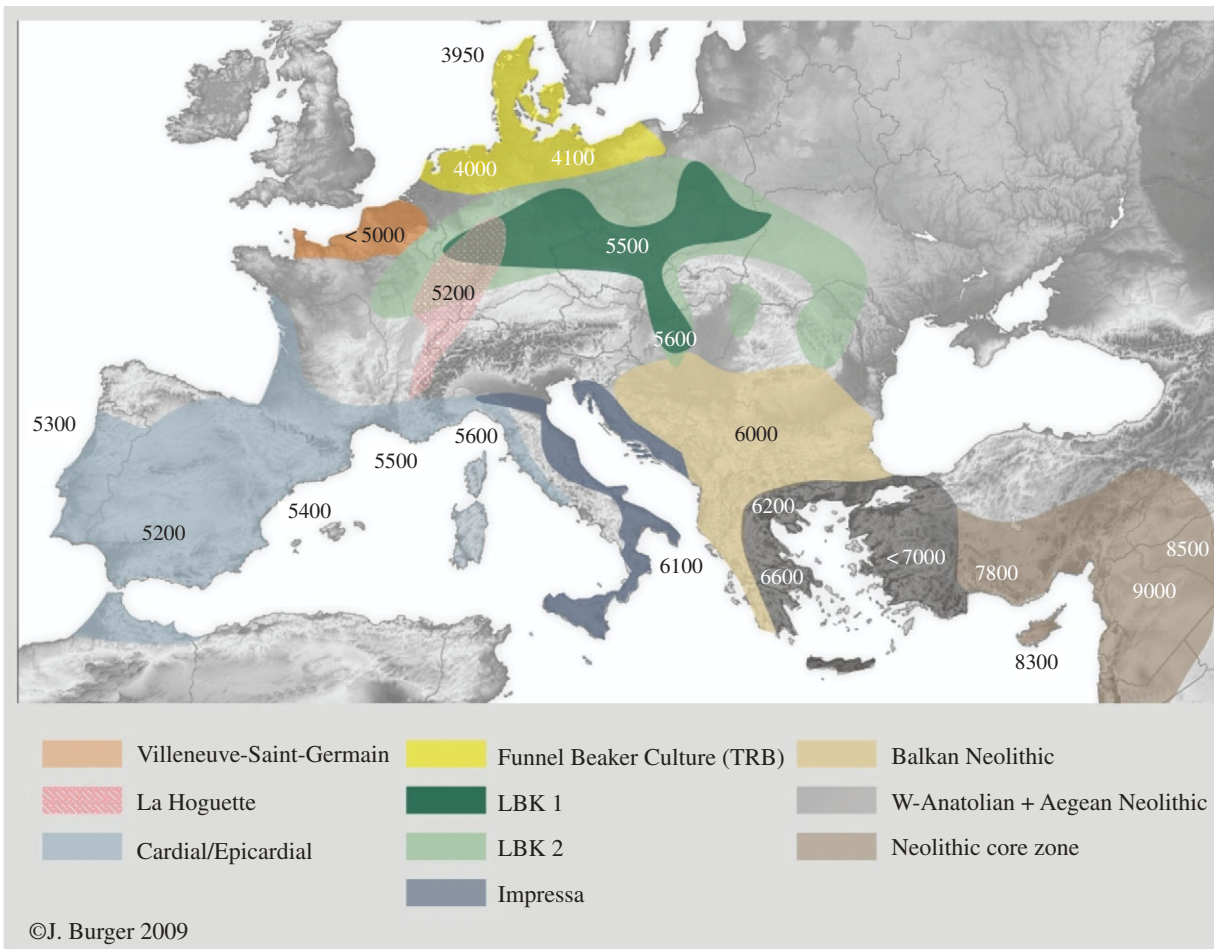 3950
4000
4100
< 5000
5500
5200
5600
5300
5600
6000
5500
5400
6200
5200
6100
6600
< 7000
7800
8500
9000
8300
Villeneuve-Saint-Germain
La Hoguette
Cardial/Epicardial
Funnel Beaker Culture (TRB)
LBK 1
LBK 2
Impressa
Balkan Neolithic
W-Anatolian + Aegean Neolithic
Neolithic core zone
©J. Burger 2009